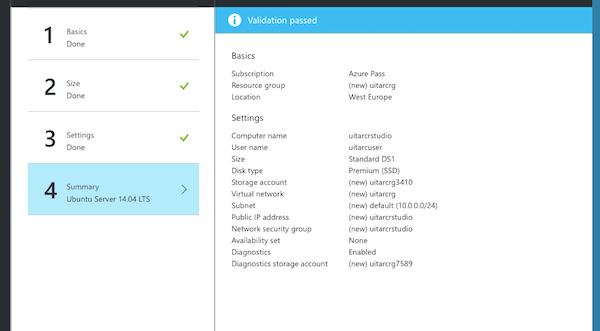 1 Basics
Done
2 Size
Done
3 Settings
Done
4 Summary
Ubuntu Server 14.04 LTS
Validation passed
Basics
Subscription Azure Pass
Resource group (new) uitarcrg
Location West Europe
Settings
Computer name uitarcrstudio
User name uitarcuser
Size Standard DS1
Disk type Premium (SSD)
Storage account (new) uitarcrg3410
Virtual network (new) uitarcrg
Subnet (new) default (10.0.0.0/24)
Public IP address (new) uitarcrstudio
Network security group (new) uitarcrstudio
Availability set None
Diagnostics Enabled
Diagnostics storage account (new) uitarcrg7589